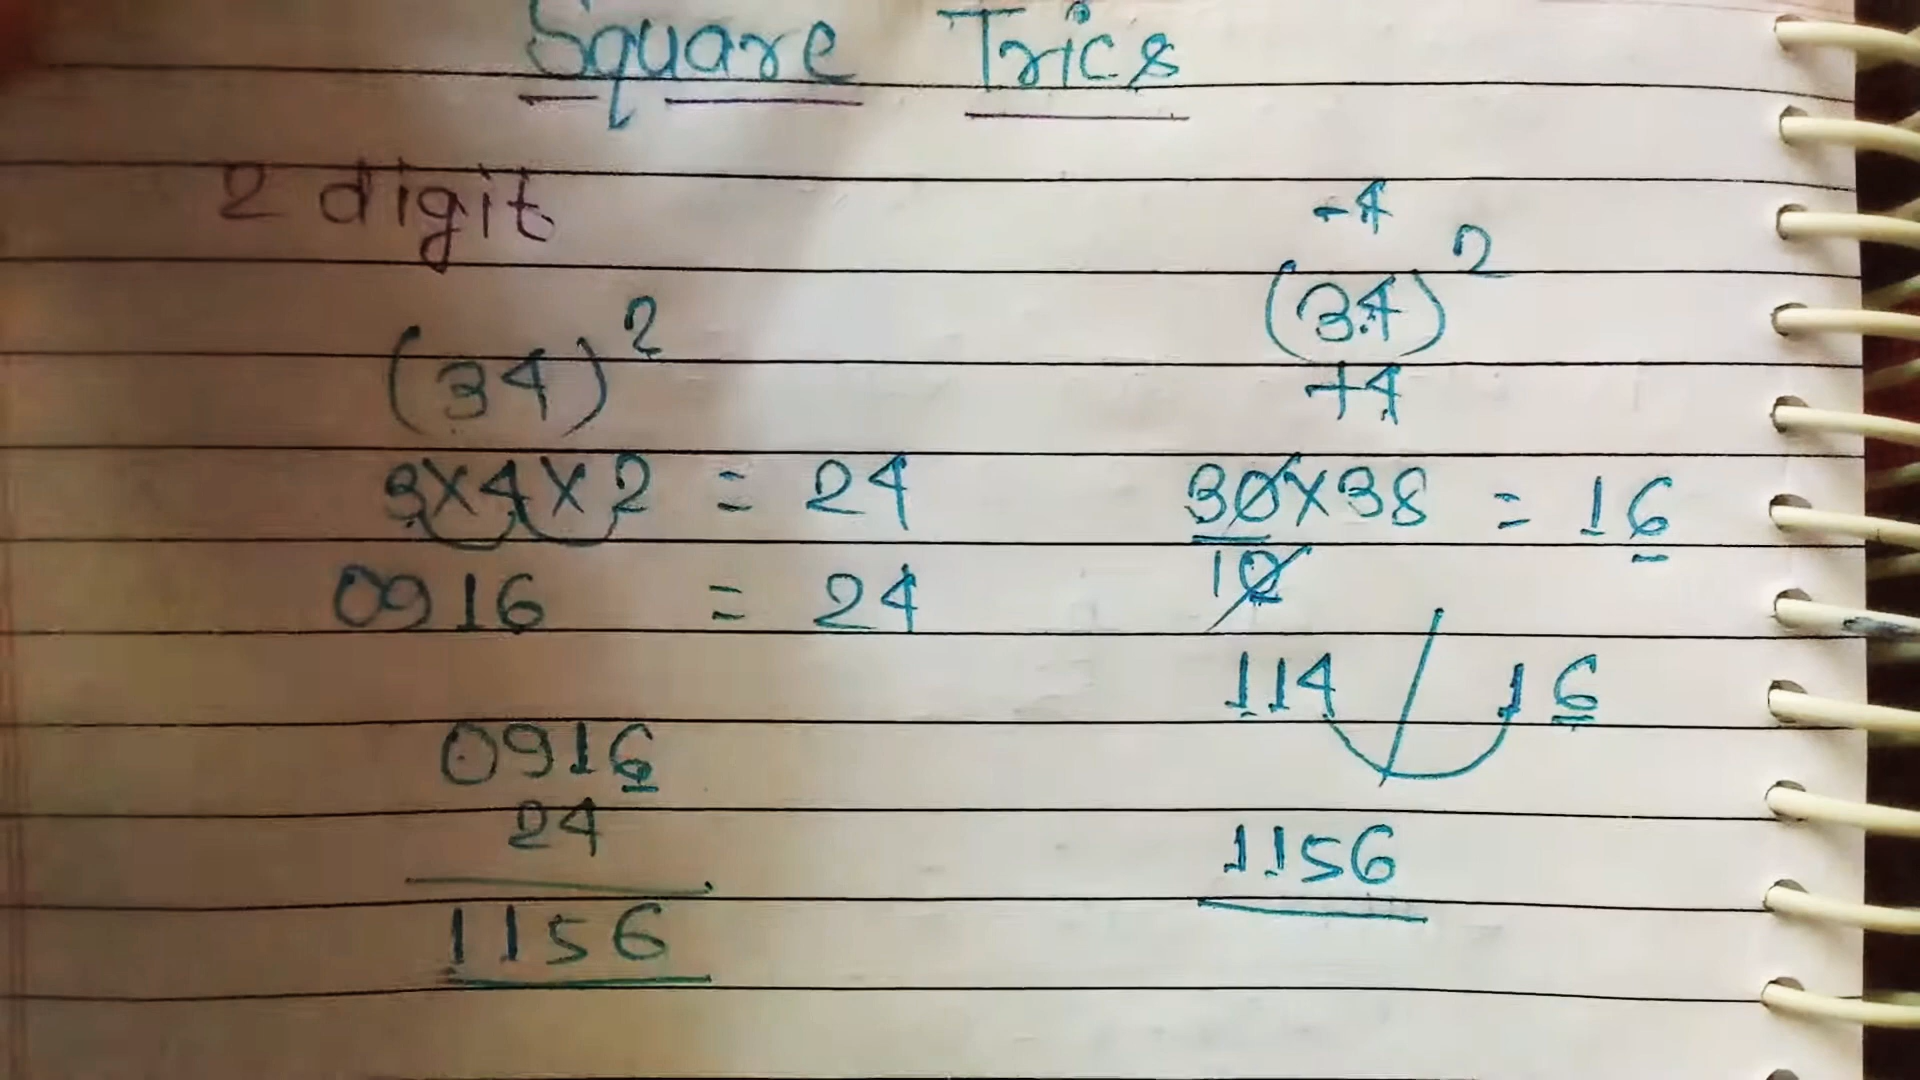 Square Trics
2 digit
(34)²
3×4×2 = 24
0916 = 24
0916
24
1156
-4
(34)²
+4
30×38 = 16
10
114 / 16
1156